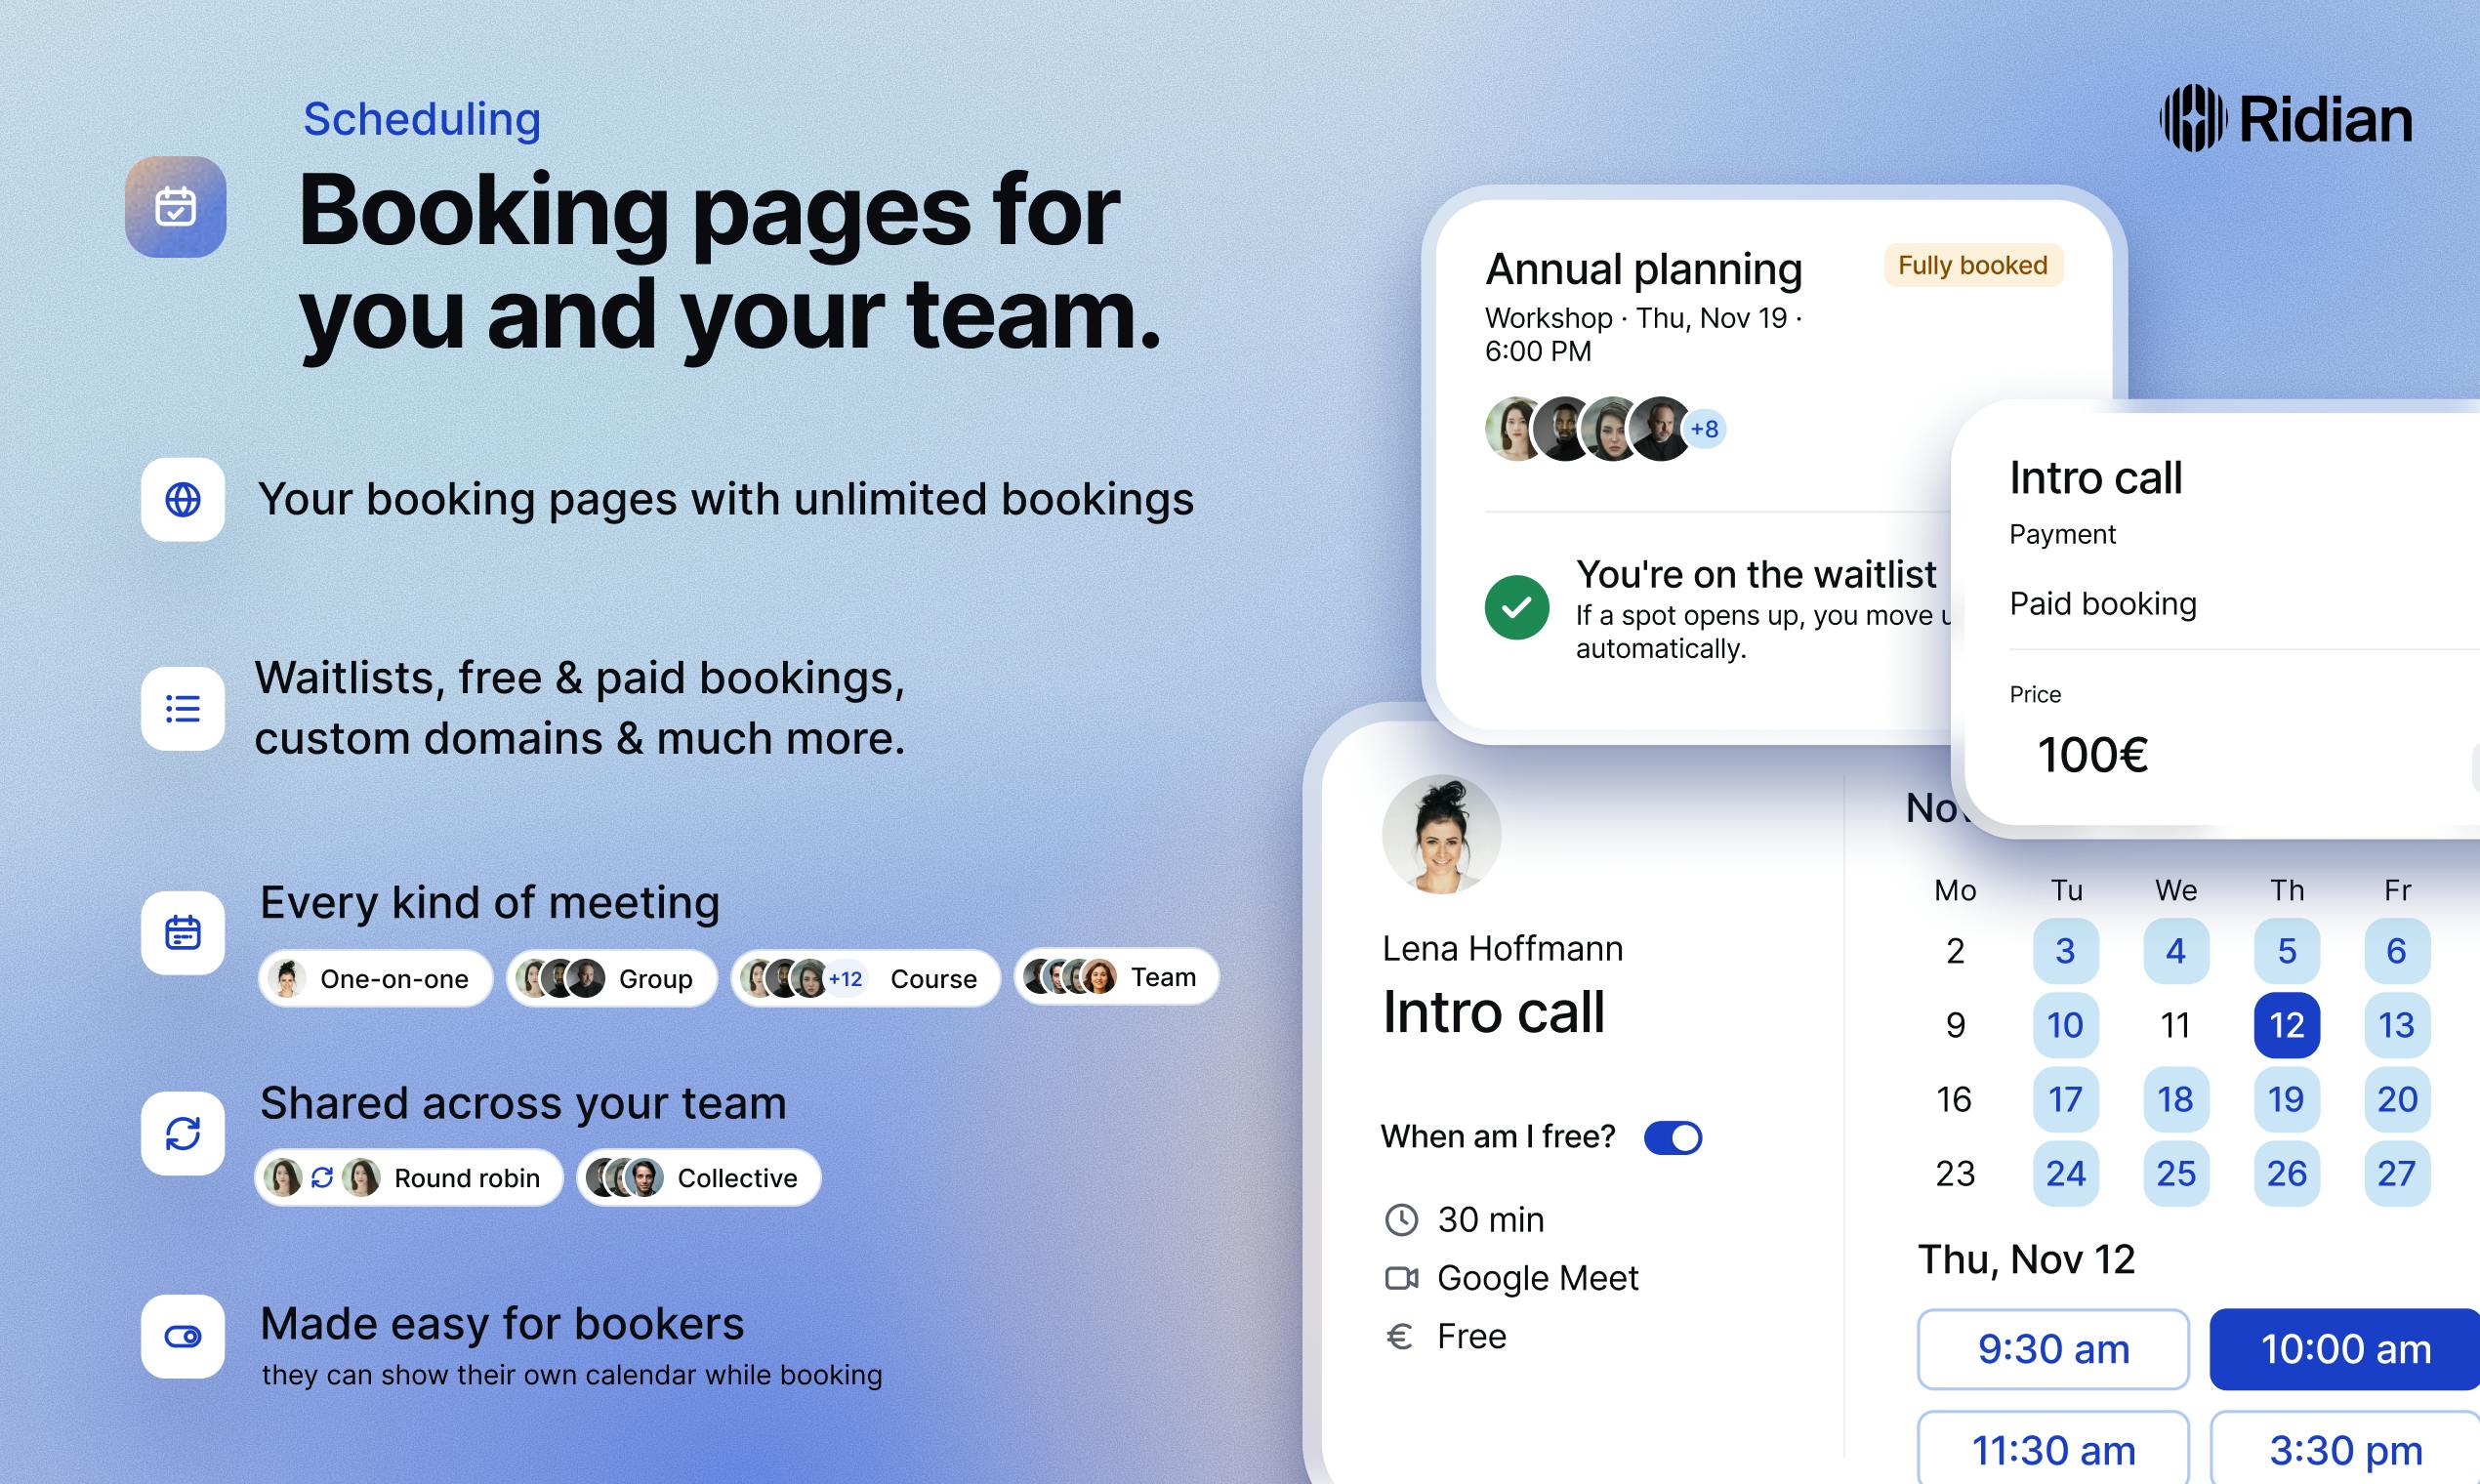 Scheduling
Booking pages for
you and your team.
Your booking pages with unlimited bookings
Waitlists, free & paid bookings,
custom domains & much more.
Every kind of meeting
One-on-one
Group
+12 Course
Team
Shared across your team
Round robin
Collective
Made easy for bookers
they can show their own calendar while booking
Ridian
Annual planning
Fully booked
Workshop · Thu, Nov 19 ·
6:00 PM
+8
You're on the waitlist
If a spot opens up, you move
automatically.
Intro call
Payment
Paid booking
Price
100€
Lena Hoffmann
Intro call
When am I free?
30 min
Google Meet
Free
Mo Tu We Th Fr
2 3 4 5 6
9 10 11 12 13
16 17 18 19 20
23 24 25 26 27
Thu, Nov 12
9:30 am 10:00 am
11:30 am 3:30 pm